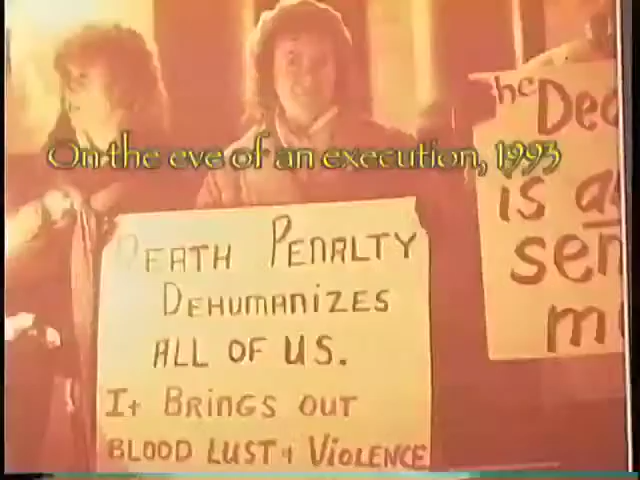 On the eve of an execution, 1993
DEATH PENALTY
DEHUMANIZES
ALL OF US.
It BRINGS OUT
BLOOD LUST & VIOLENCE
is